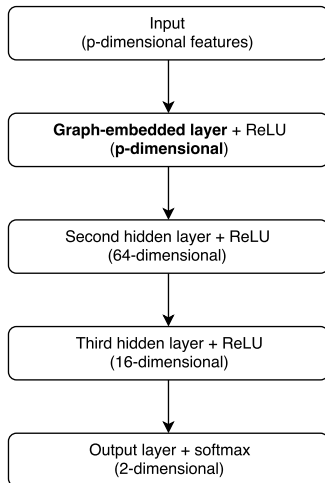 Input
(p-dimensional features)
Graph-embedded layer + ReLU
(p-dimensional)
Second hidden layer + ReLU
(64-dimensional)
Third hidden layer + ReLU
(16-dimensional)
Output layer + softmax
(2-dimensional)